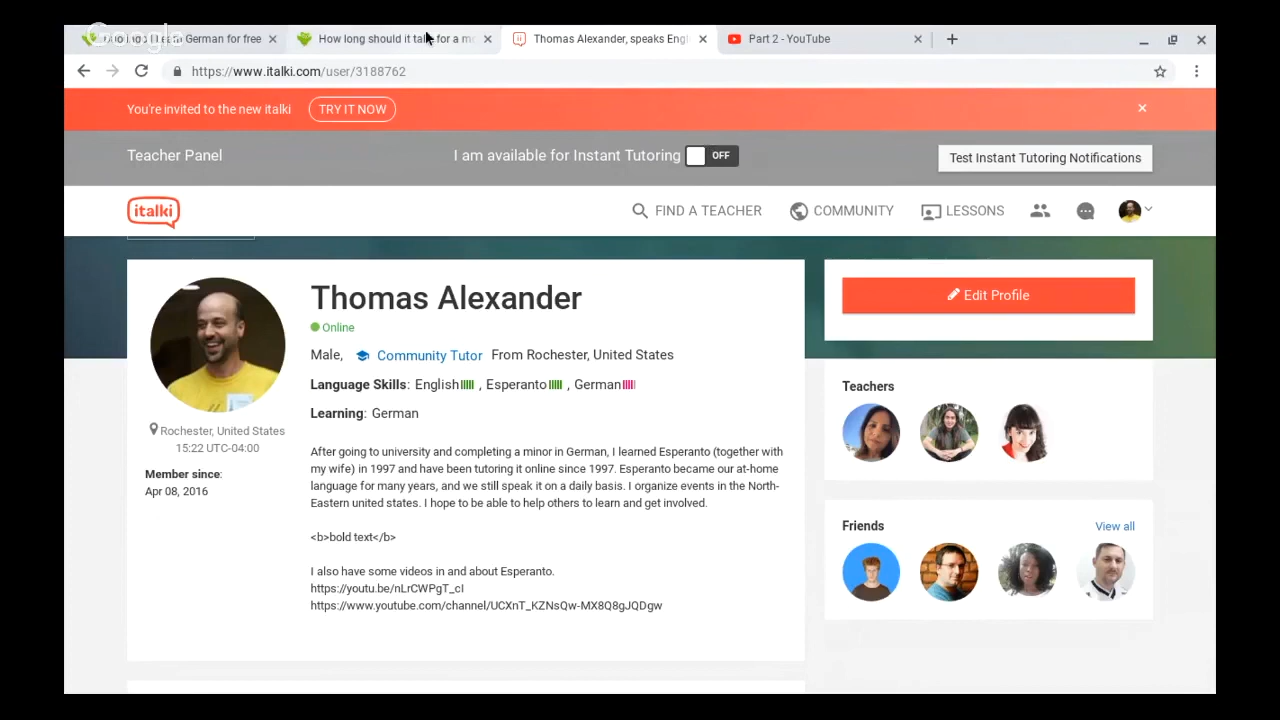 Google
Duolingo: Learn German for free
How long should it take for a me
Thomas Alexander, speaks Engl
Part 2 - YouTube
https://www.italki.com/user/3188762
You're invited to the new italki
TRY IT NOW
Teacher Panel
I am available for Instant Tutoring OFF
Test Instant Tutoring Notifications
italki
FIND A TEACHER
COMMUNITY
LESSONS
Thomas Alexander
Online
Male, Community Tutor From Rochester, United States
Language Skills: English , Esperanto , German
Learning: German
Rochester, United States
15:22 UTC-04:00
Member since:
Apr 08, 2016
After going to university and completing a minor in German, I learned Esperanto (together with
my wife) in 1997 and have been tutoring it online since 1997. Esperanto became our at-home
language for many years, and we still speak it on a daily basis. I organize events in the North-
Eastern united states. I hope to be able to help others to learn and get involved.
<b>bold text</b>
I also have some videos in and about Esperanto.
https://youtu.be/nLrCWPgT_cI
https://www.youtube.com/channel/UCXnT_KZNsQw-MX8Q8gJQDgw
Edit Profile
Teachers
Friends
View all